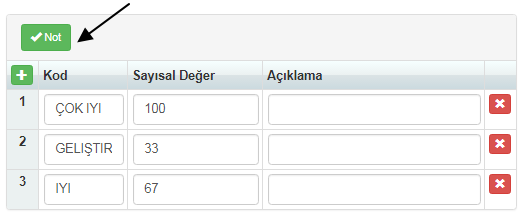 Not
Kod Sayısal Değer Açıklama
1 ÇOK IYI 100
2 GELIŞTIR 33
3 IYI 67